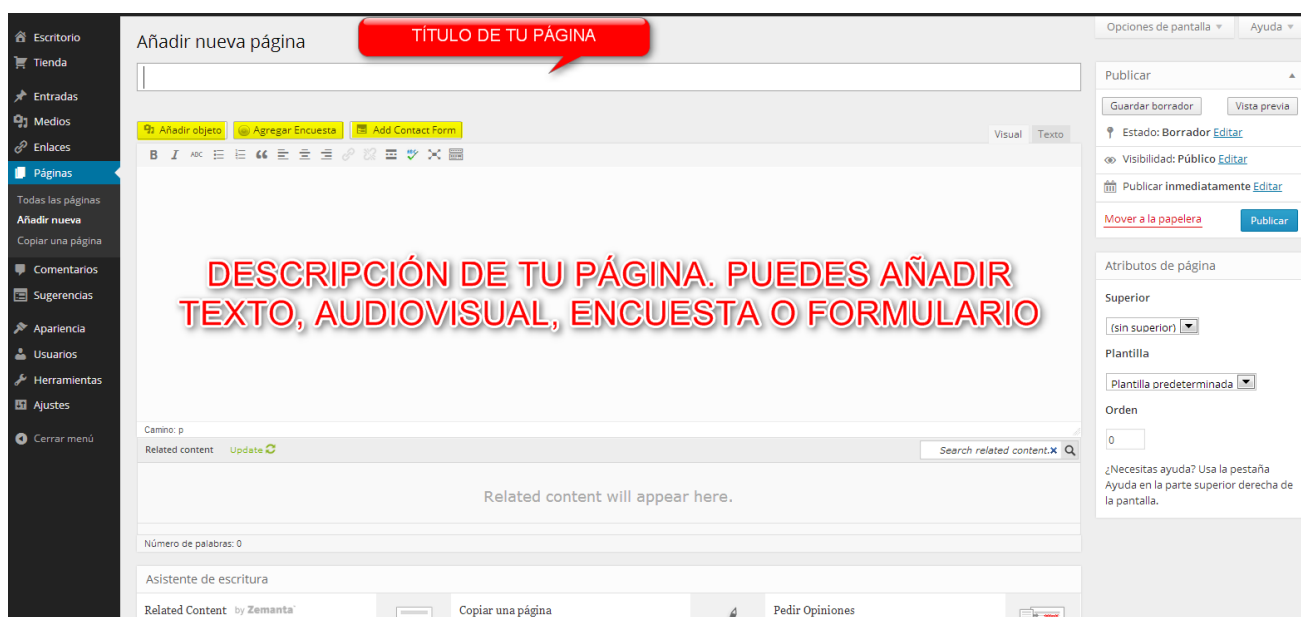 Escritorio
Tienda
Entradas
Medios
Enlaces
Páginas
Todas las páginas
Añadir nueva
Copiar una página
Comentarios
Sugerencias
Apariencia
Usuarios
Herramientas
Ajustes
Cerrar menú
Añadir nueva página
TÍTULO DE TU PÁGINA
Añadir objeto Agregar Encuesta Add Contact Form
Visual Texto
B I ABC
DESCRIPCIÓN DE TU PÁGINA. PUEDES AÑADIR
TEXTO, AUDIOVISUAL, ENCUESTA O FORMULARIO
Camino: p
Related content Update Search related content.x
Related content will appear here.
Número de palabras: 0
Asistente de escritura
Related Content by Zemanta
Copiar una página
Pedir Opiniones
Opciones de pantalla Ayuda
Publicar
Guardar borrador Vista previa
Estado: Borrador Editar
Visibilidad: Público Editar
Publicar inmediatamente Editar
Mover a la papelera Publicar
Atributos de página
Superior
(sin superior)
Plantilla
Plantilla predeterminada
Orden
0
¿Necesitas ayuda? Usa la pestaña
Ayuda en la parte superior derecha de
la pantalla.